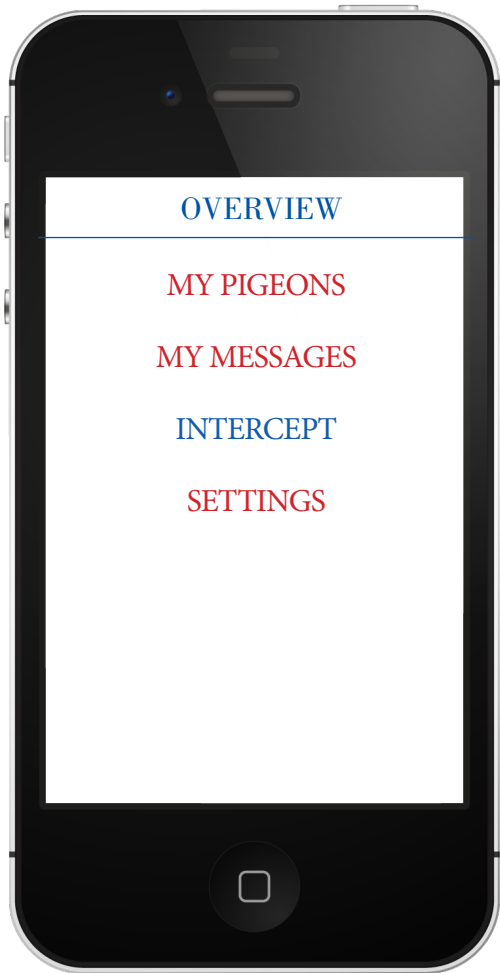 OVERVIEW
MY PIGEONS
MY MESSAGES
INTERCEPT
SETTINGS